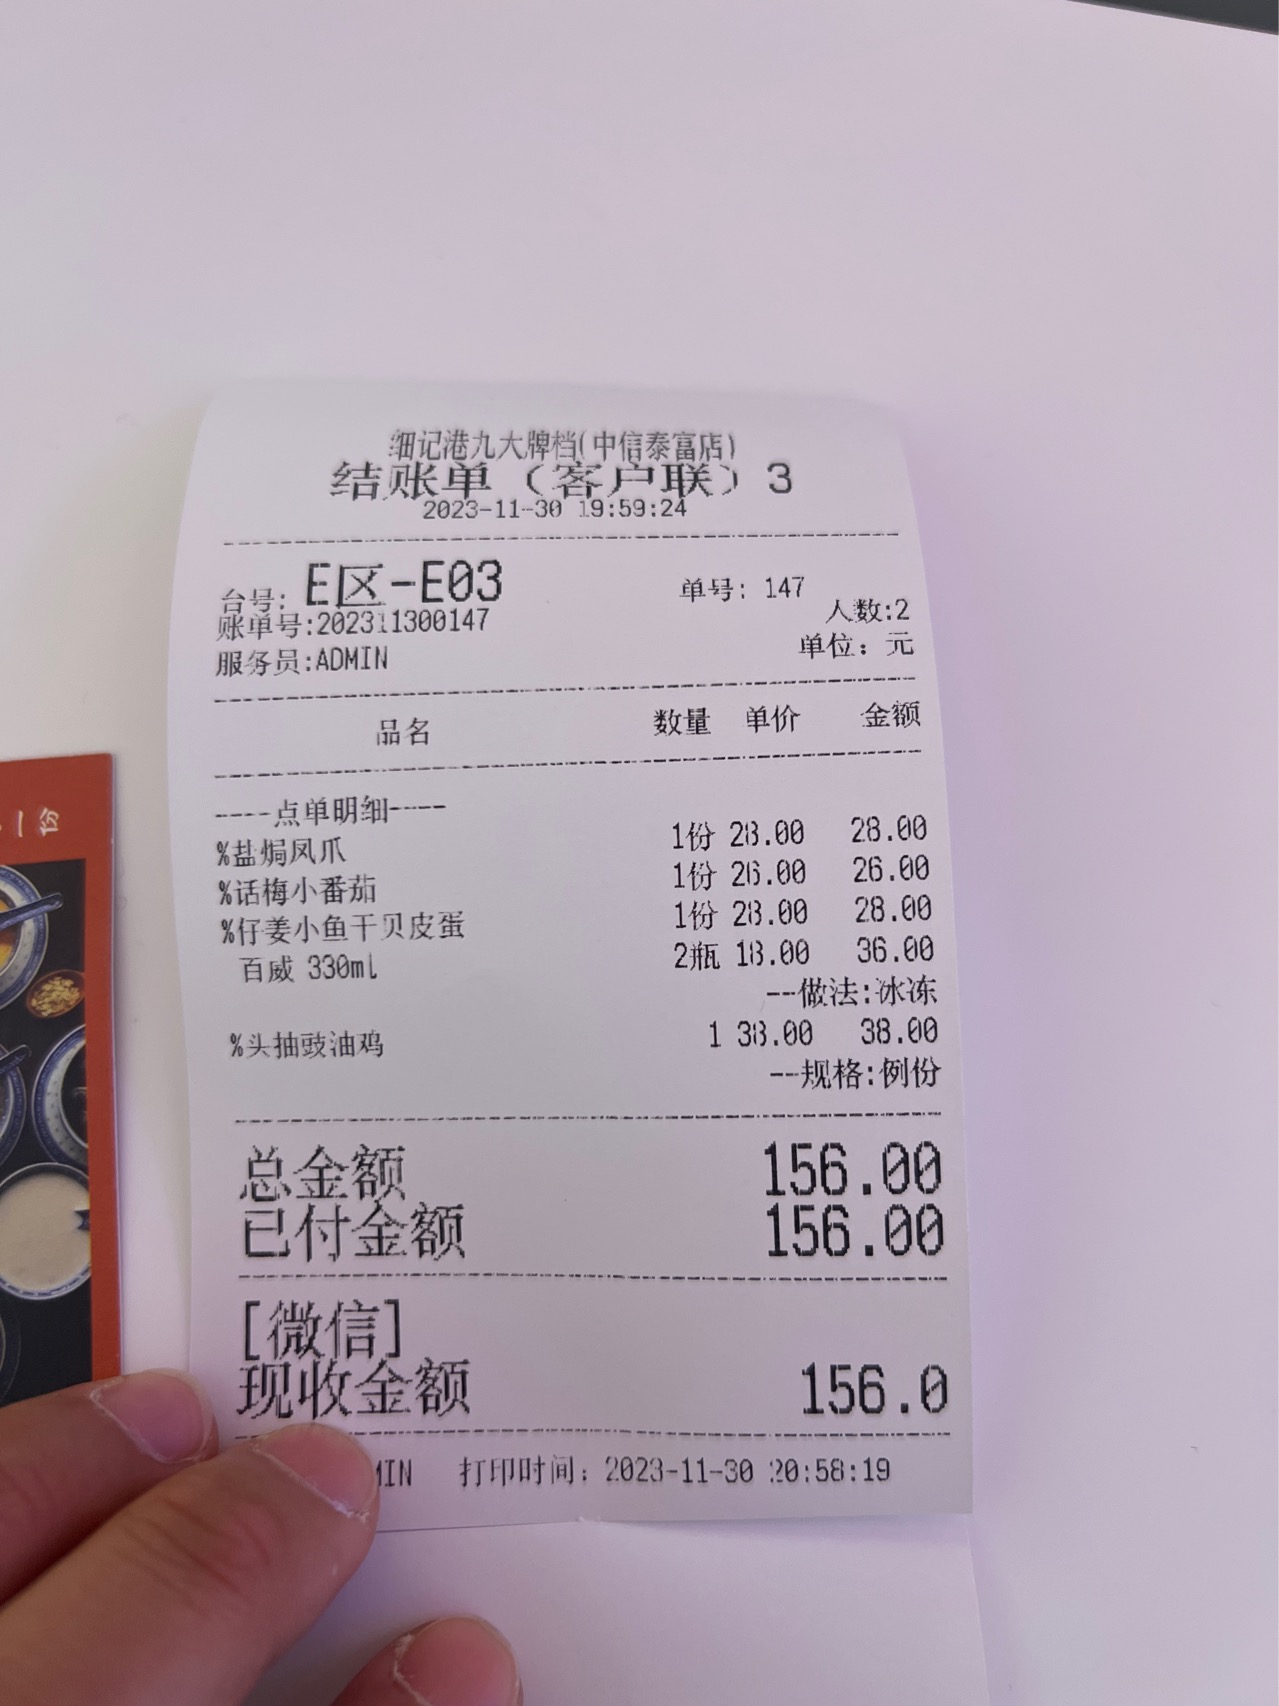 细记港九大牌档(中信泰富店)
结账单（客户联）3
2023-11-30 19:59:24
台号: E区-E03 单号: 147
账单号:202311300147 人数:2
服务员:ADMIN 单位: 元
品名 数量 单价 金额
----点单明细----
%盐焗凤爪 1份 28.00 28.00
%话梅小番茄 1份 26.00 26.00
%仔姜小鱼干贝皮蛋 1份 28.00 28.00
百威 330ml 2瓶 18.00 36.00
--做法:冰冻
%头抽豉油鸡 1 38.00 38.00
--规格:例份
总金额 156.00
已付金额 156.00
[微信]
现收金额 156.0
MIN 打印时间: 2023-11-30 20:58:19
一份